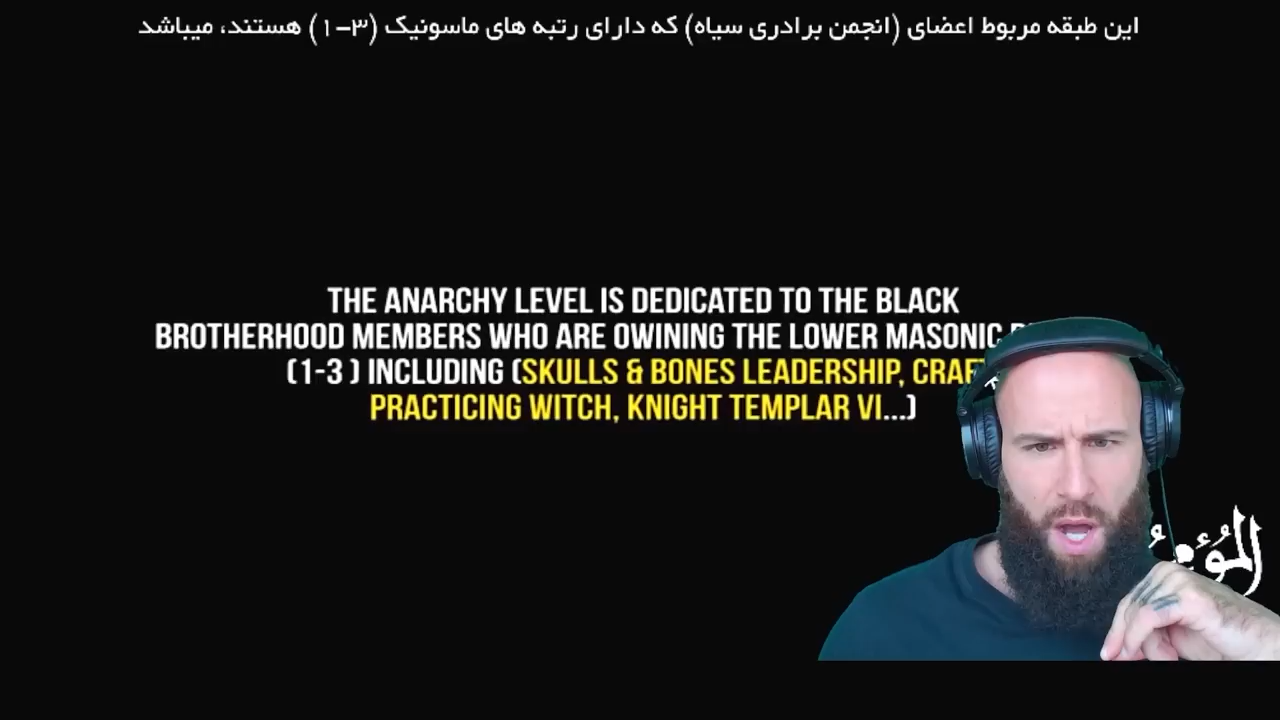 این طبقه مربوط اعضای (انجمن برادری سیاه) که دارای رتبه های ماسونیک (۳-۱) هستند، میباشد
THE ANARCHY LEVEL IS DEDICATED TO THE BLACK
BROTHERHOOD MEMBERS WHO ARE OWINING THE LOWER MASONIC
(1-3 ) INCLUDING (SKULLS & BONES LEADERSHIP,
PRACTICING WITCH, KNIGHT TEMPLAR VI...)